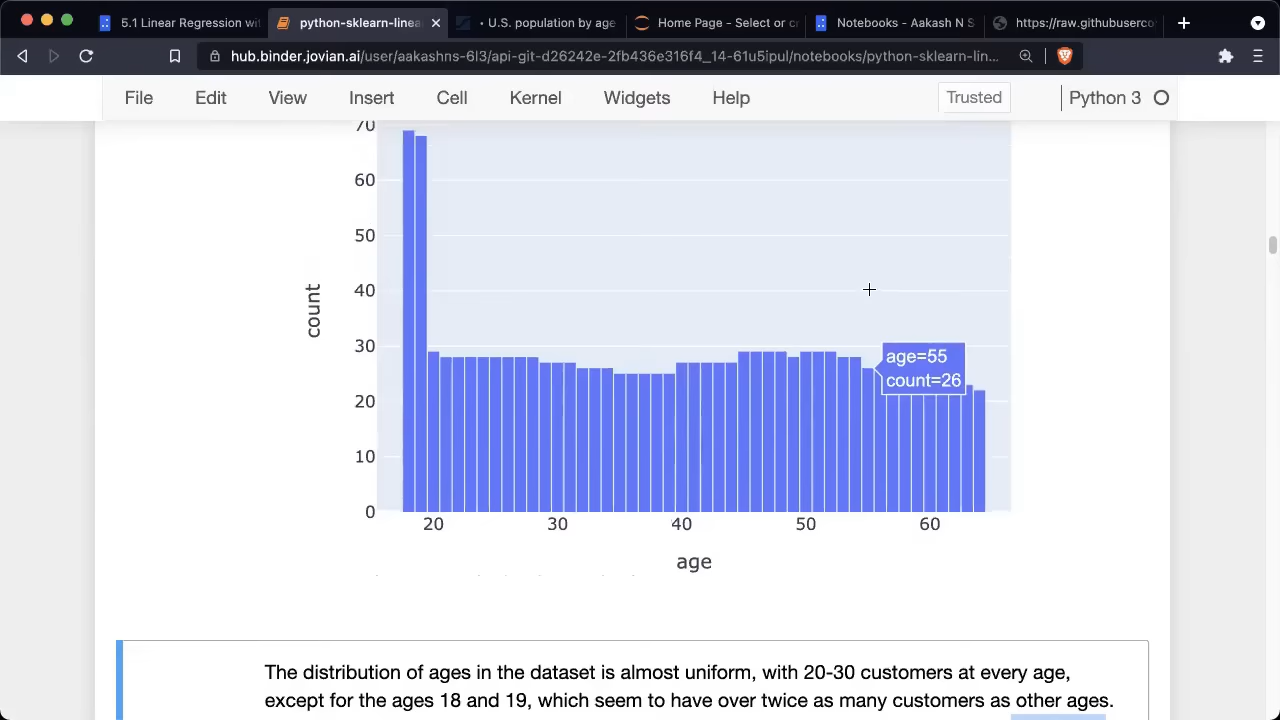 5.1 Linear Regression wit
python-sklearn-linea
• U.S. population by age
Home Page - Select or cr
Notebooks - Aakash N S
https://raw.githubuserco
hub.binder.jovian.ai/user/aakashns-6l3/api-git-d26242e-2fb436e316f4_14-61u5ipul/notebooks/python-sklearn-lin...
File Edit View Insert Cell Kernel Widgets Help Trusted Python 3
70
60
50
40
30
20
10
0
count
age=55
count=26
20 30 40 50 60
age
The distribution of ages in the dataset is almost uniform, with 20-30 customers at every age,
except for the ages 18 and 19, which seem to have over twice as many customers as other ages.